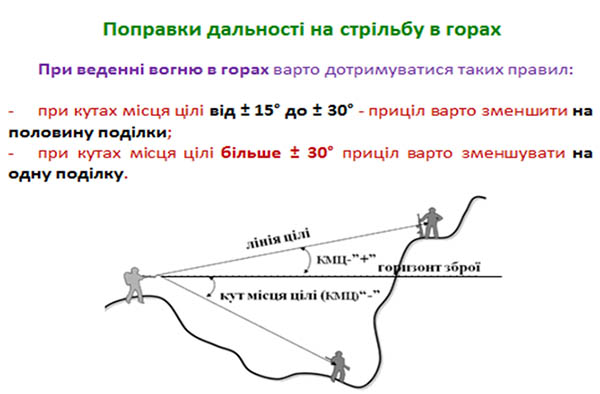 Поправки дальності на стрільбу в горах
При веденні вогню в горах варто дотримуватися таких правил:
- при кутах місця цілі від ± 15° до ± 30° - приціл варто зменшити на
половину поділки;
- при кутах місця цілі більше ± 30° приціл варто зменшувати на
одну поділку.
лінія цілі
КМЦ-”+”
горизонт зброї
кут місця цілі (КМЦ)“-”